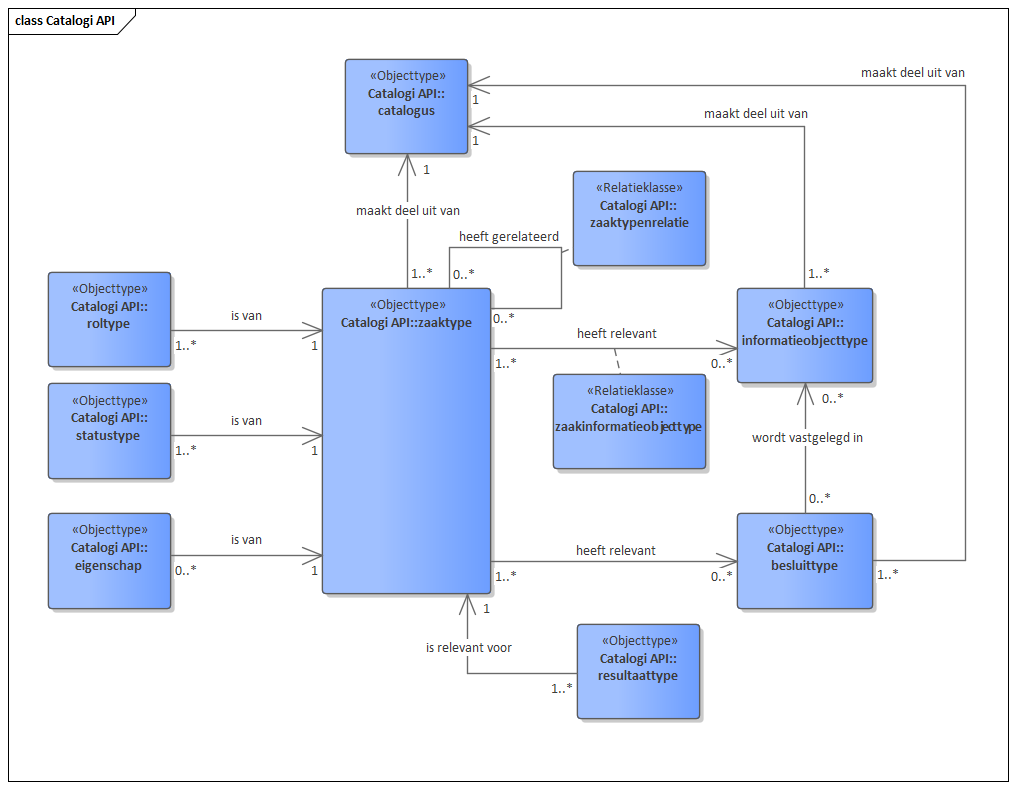 class Catalogi API
«Objecttype»
Catalogi API::
catalogus
maakt deel uit van
1
maakt deel uit van
1
1
maakt deel uit van
1..*
«Relatieklasse»
Catalogi API::
zaaktypenrelatie
heeft gerelateerd
0..*
0..*
1..*
«Objecttype»
Catalogi API::
roltype
is van
1..*
1
«Objecttype»
Catalogi API::zaaktype
«Objecttype»
Catalogi API::
informatieobjecttype
heeft relevant
1..*
0..*
«Relatieklasse»
Catalogi API::
zaakinformatieobjecttype
«Objecttype»
Catalogi API::
statustype
is van
1..*
1
0..*
wordt vastgelegd in
0..*
«Objecttype»
Catalogi API::
eigenschap
is van
0..*
1
heeft relevant
1..*
0..*
«Objecttype»
Catalogi API::
besluittype
1..*
1
is relevant voor
1..*
«Objecttype»
Catalogi API::
resultaattype